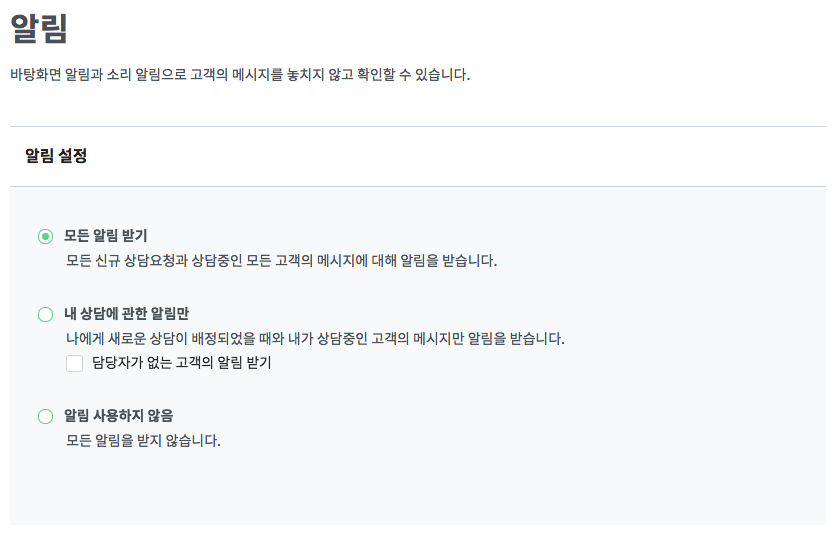 알림
바탕화면 알림과 소리 알림으로 고객의 메시지를 놓치지 않고 확인할 수 있습니다.
알림 설정
모든 알림 받기
모든 신규 상담요청과 상담중인 모든 고객의 메시지에 대해 알림을 받습니다.
내 상담에 관한 알림만
나에게 새로운 상담이 배정되었을 때와 내가 상담중인 고객의 메시지만 알림을 받습니다.
담당자가 없는 고객의 알림 받기
알림 사용하지 않음
모든 알림을 받지 않습니다.